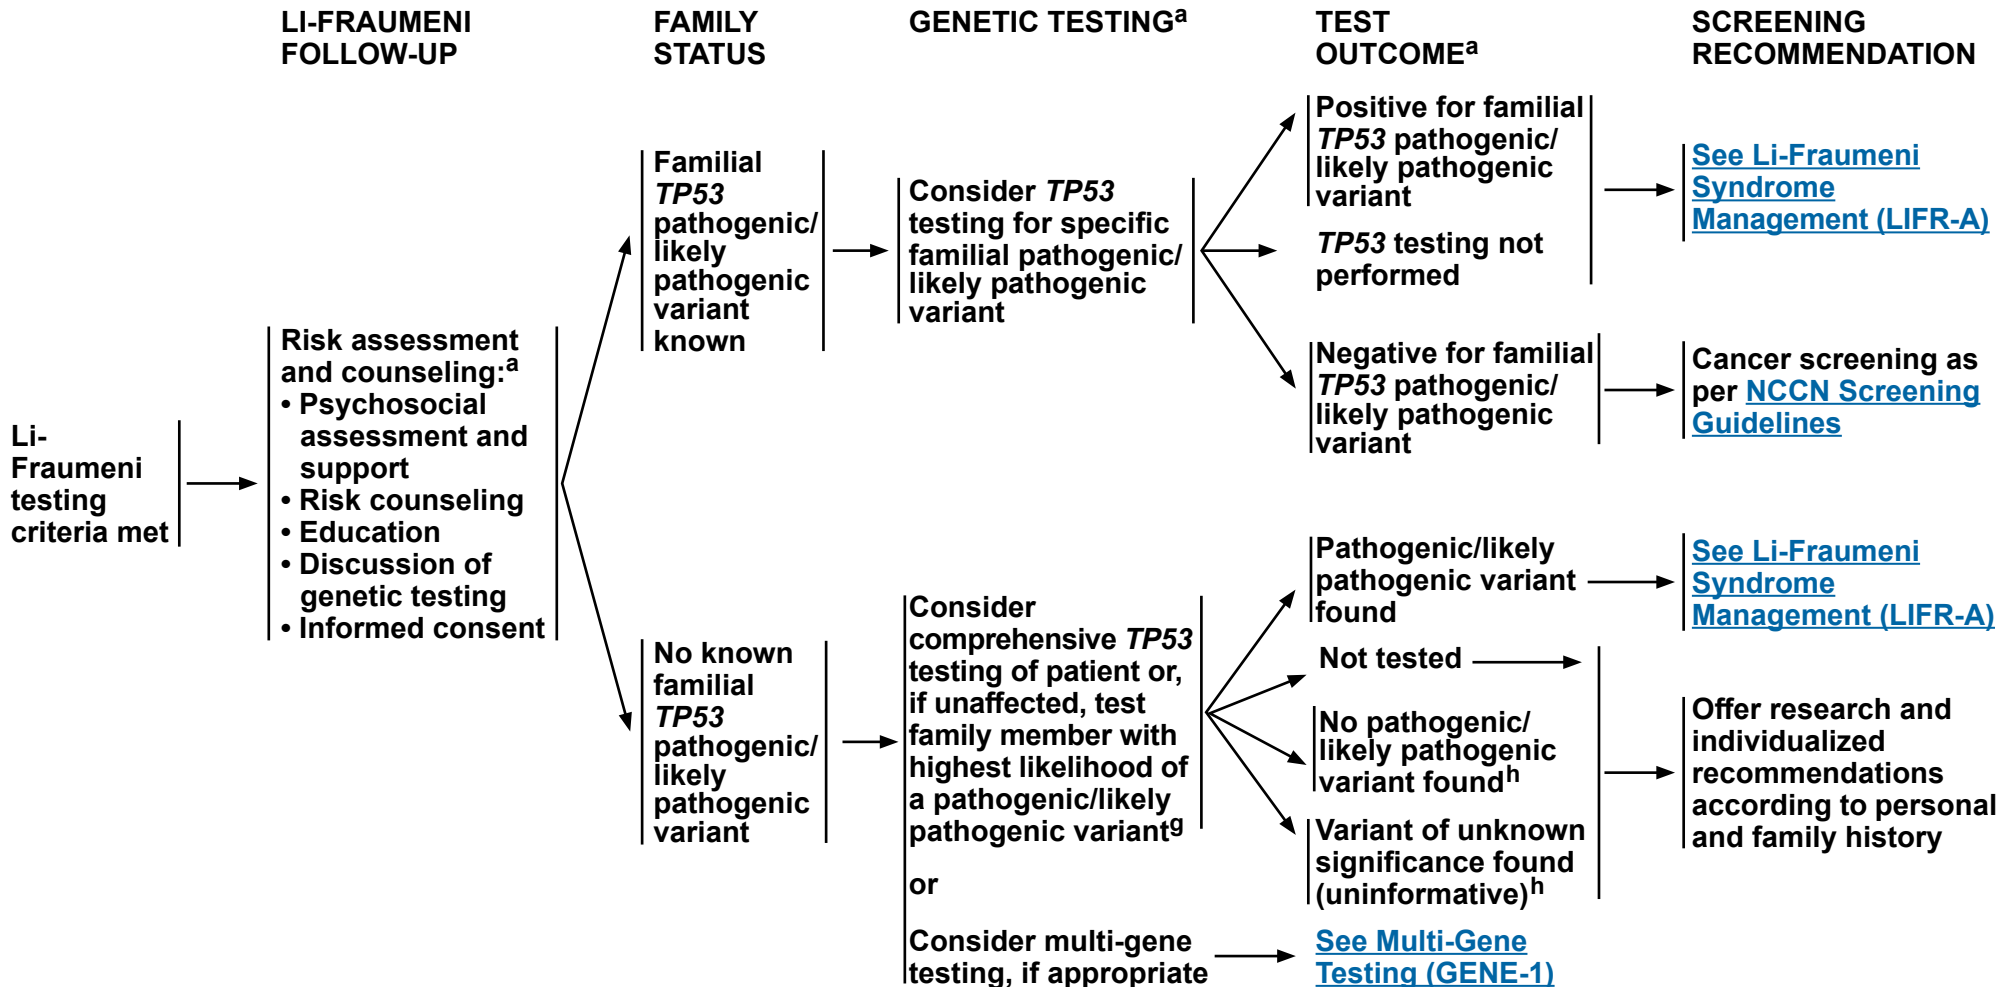 LI-FRAUMENI
FOLLOW-UP
FAMILY
STATUS
GENETIC TESTINGᵃ
TEST
OUTCOMEᵃ
SCREENING
RECOMMENDATION
Li-
Fraumeni
testing
criteria met
Risk assessment
and counseling:ᵃ
• Psychosocial
assessment and
support
• Risk counseling
• Education
• Discussion of
genetic testing
• Informed consent
Familial
TP53
pathogenic/
likely
pathogenic
variant
known
Consider TP53
testing for specific
familial pathogenic/
likely pathogenic
variant
Positive for familial
TP53 pathogenic/
likely pathogenic
variant
TP53 testing not
performed
See Li-Fraumeni
Syndrome
Management (LIFR-A)
Negative for familial
TP53 pathogenic/
likely pathogenic
variant
Cancer screening as
per NCCN Screening
Guidelines
No known
familial
TP53
pathogenic/
likely
pathogenic
variant
Consider
comprehensive TP53
testing of patient or,
if unaffected, test
family member with
highest likelihood of
a pathogenic/likely
pathogenic variantᵍ
or
Consider multi-gene
testing, if appropriate
Pathogenic/likely
pathogenic variant
found
See Li-Fraumeni
Syndrome
Management (LIFR-A)
Not tested
No pathogenic/
likely pathogenic
variant foundʰ
Variant of unknown
significance found
(uninformative)ʰ
Offer research and
individualized
recommendations
according to personal
and family history
See Multi-Gene
Testing (GENE-1)